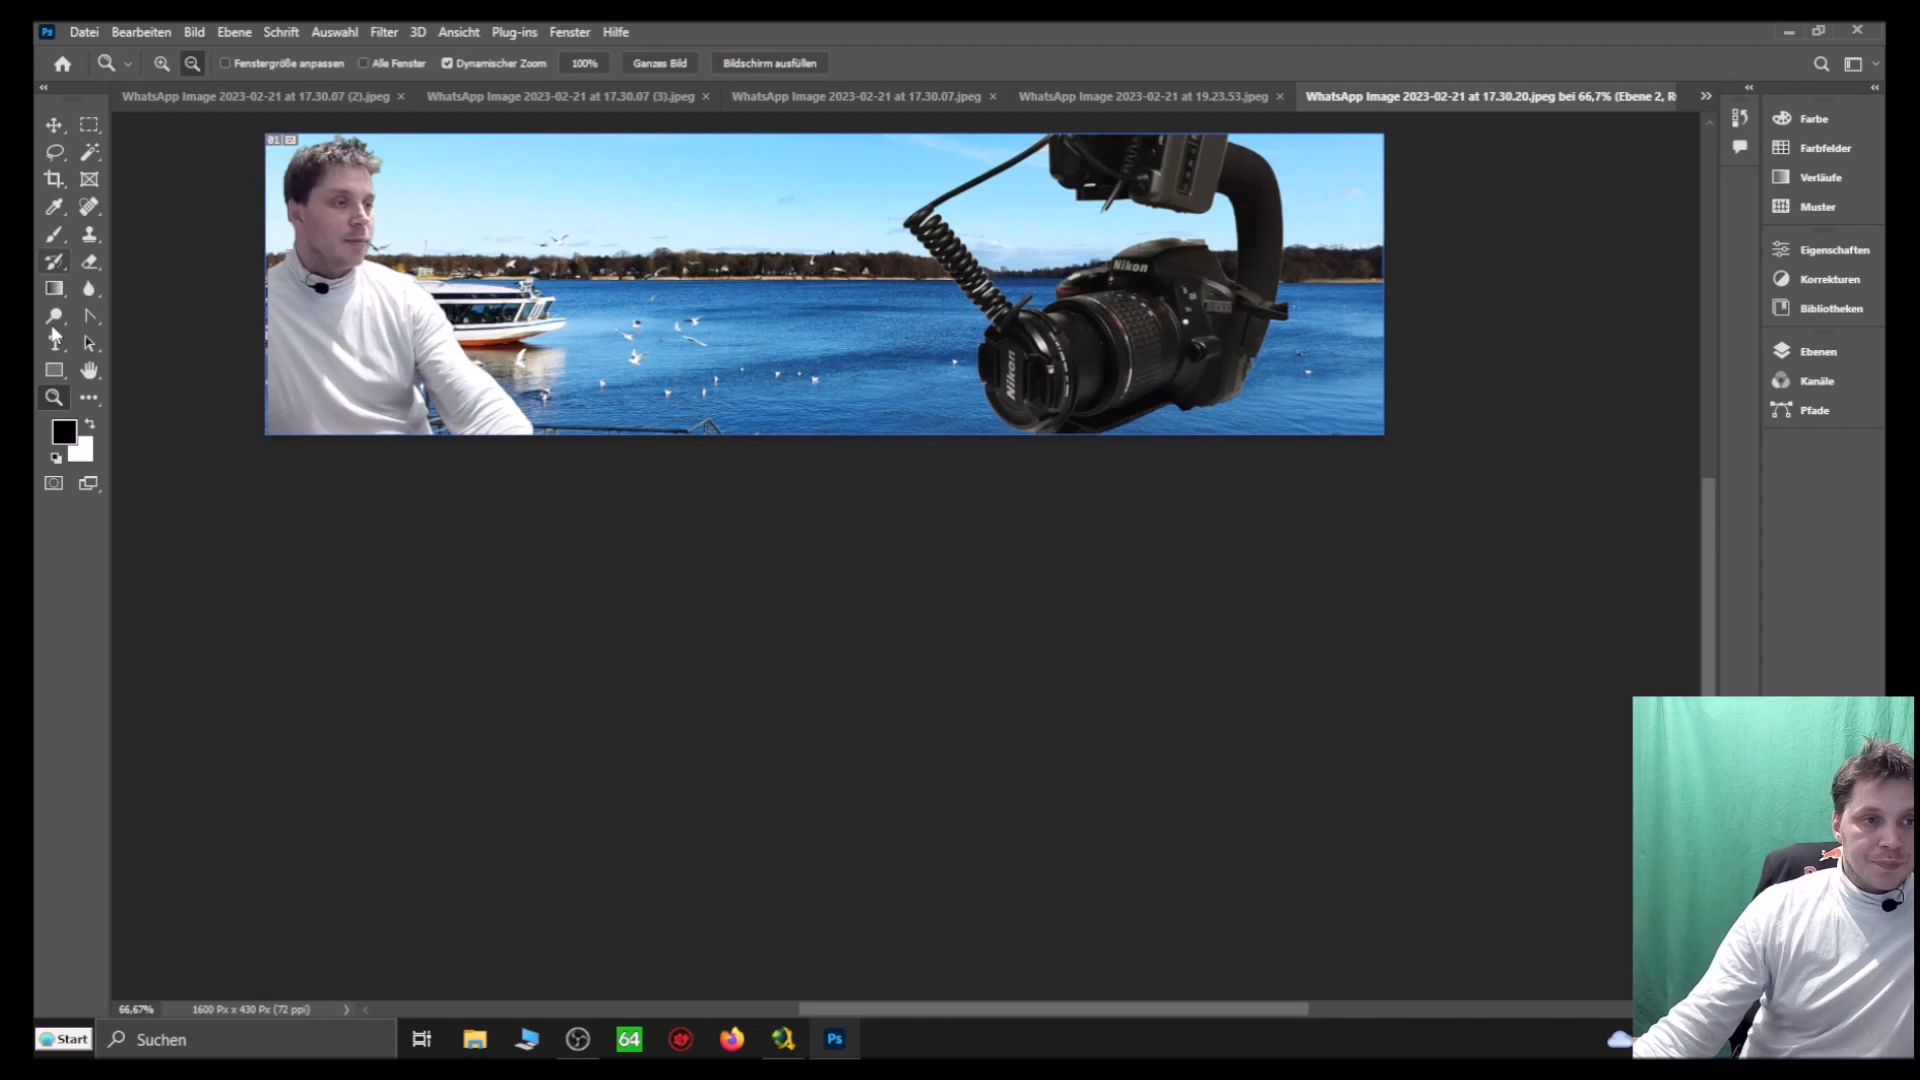 Ps Datei Bearbeiten Bild Ebene Schrift Auswahl Filter 3D Ansicht Plug-ins Fenster Hilfe
Fenstergröße anpassen Alle Fenster Dynamischer Zoom 100% Ganzes Bild Bildschirm ausfüllen
WhatsApp Image 2023-02-21 at 17.30.07 (2).jpeg × WhatsApp Image 2023-02-21 at 17.30.07 (3).jpeg × WhatsApp Image 2023-02-21 at 17.30.07.jpeg × WhatsApp Image 2023-02-21 at 19.23.53.jpeg × WhatsApp Image 2023-02-21 at 17.30.20.jpeg bei 66,7% (Ebene 2, R
01
Farbe
Farbfelder
Verläufe
Muster
Eigenschaften
Korrekturen
Bibliotheken
Ebenen
Kanäle
Pfade
Nikon
Nikon
66,67% 1600 Px x 430 Px (72 ppi)
Start Suchen 64 Ps